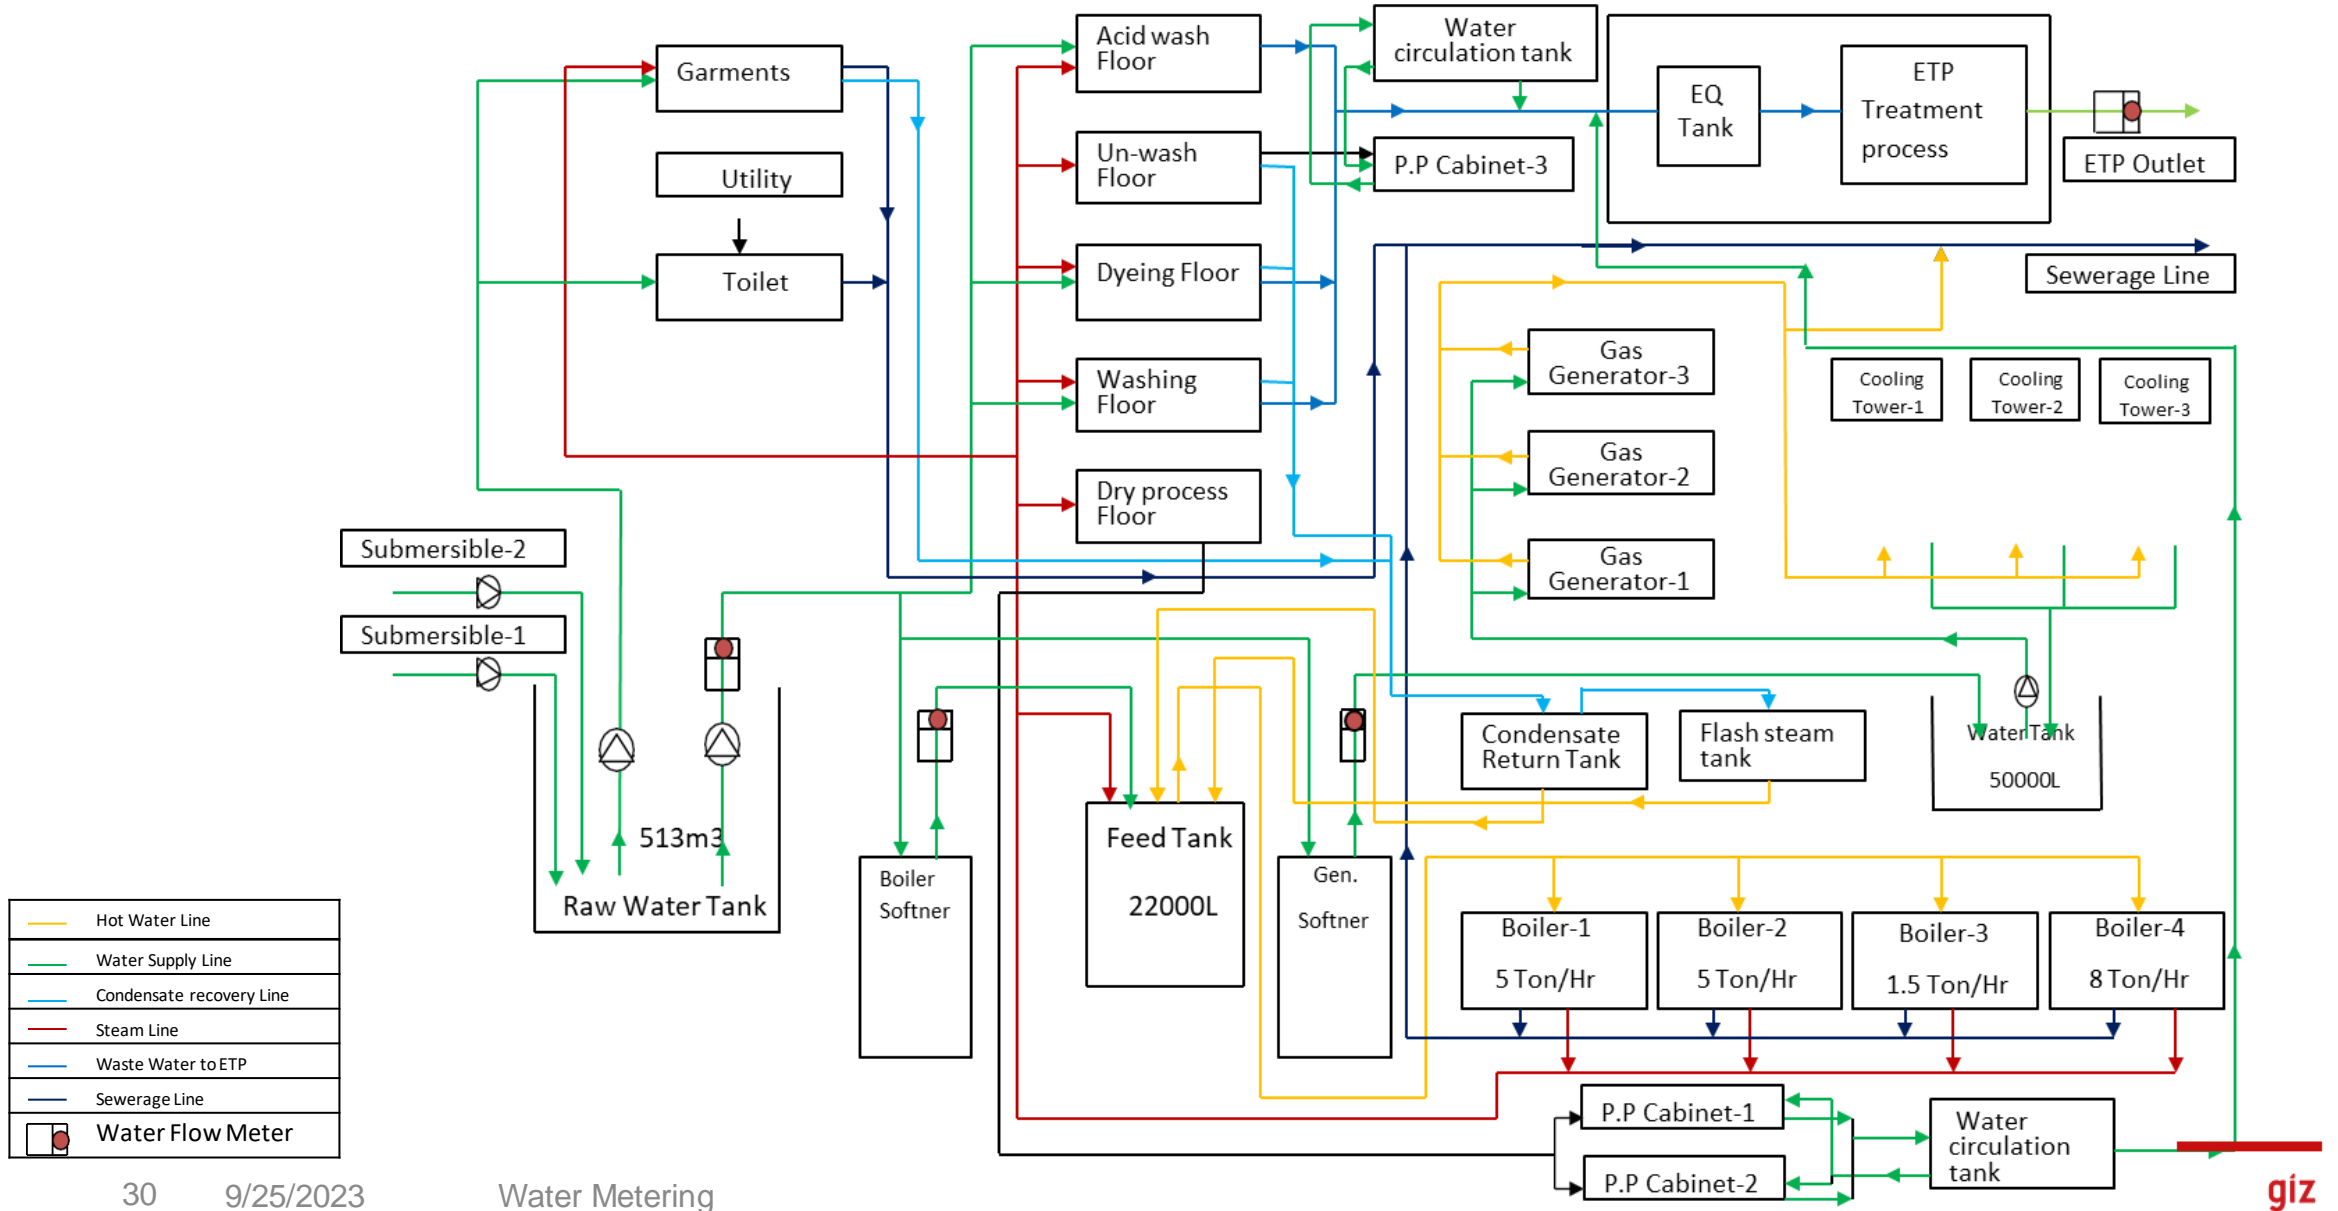 Acid wash
Floor
Water
circulation tank
Garments
EQ
Tank
ETP
Treatment
process
ETP Outlet
Utility
Un-wash
Floor
P.P Cabinet-3
Toilet
Dyeing Floor
Sewerage Line
Washing
Floor
Gas
Generator-3
Cooling
Tower-1
Cooling
Tower-2
Cooling
Tower-3
Gas
Generator-2
Dry process
Floor
Submersible-2
Gas
Generator-1
Submersible-1
Condensate
Return Tank
Flash steam
tank
Water Tank
50000L
513m3
Raw Water Tank
Boiler
Softner
Feed Tank
22000L
Gen.
Softner
Boiler-1
5 Ton/Hr
Boiler-2
5 Ton/Hr
Boiler-3
1.5 Ton/Hr
Boiler-4
8 Ton/Hr
Hot Water Line
Water Supply Line
Condensate recovery Line
Steam Line
Waste Water to ETP
Sewerage Line
Water Flow Meter
P.P Cabinet-1
P.P Cabinet-2
Water
circulation
tank
30
9/25/2023
Water Metering
giz